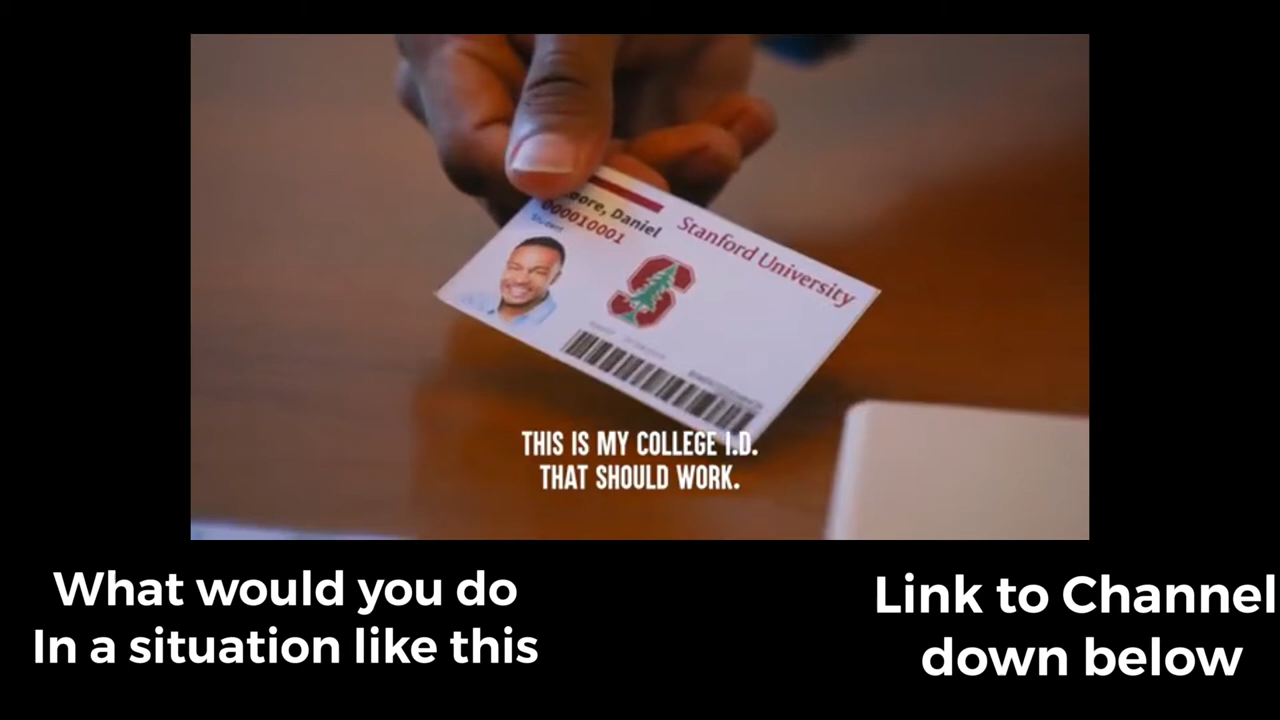 Daniel
000010001
Student
Stanford University
THIS IS MY COLLEGE I.D.
THAT SHOULD WORK.
What would you do
In a situation like this
Link to Channel
down below